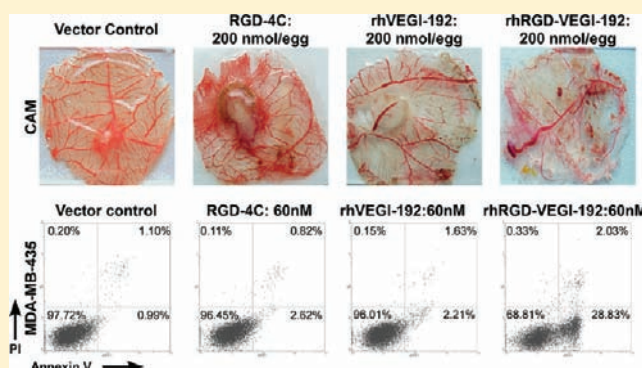 Vector Control
RGD-4C:
200 nmol/egg
rhVEGI-192:
200 nmol/egg
rhRGD-VEGI-192:
200 nmol/egg
CAM
Vector control
RGD-4C: 60nM
rhVEGI-192:60nM
rhRGD-VEGI-192:60nM
0.20% 1.10%
0.11% 0.82%
0.15% 1.63%
0.33% 2.03%
MDA-MB-435
97.72% 0.99%
96.45% 2.62%
96.01% 2.21%
68.81% 28.83%
PI
Annexin V